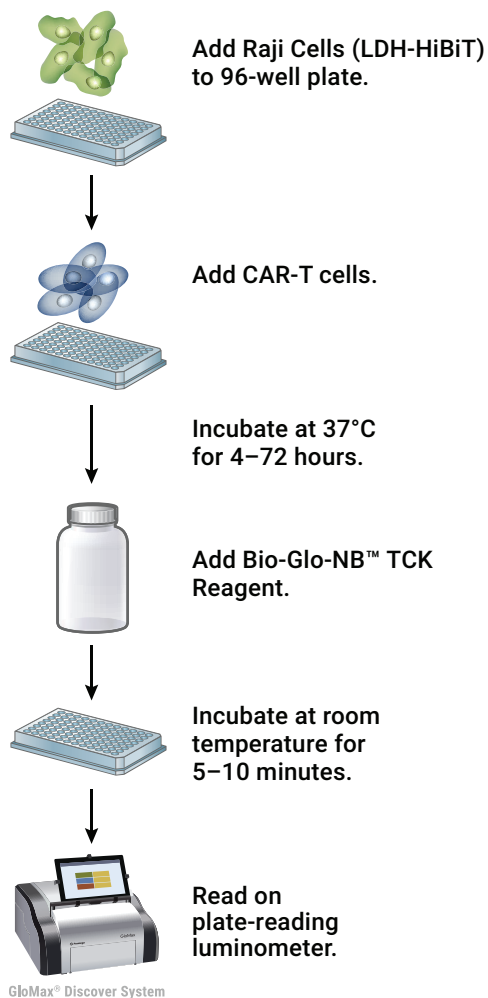 Add Raji Cells (LDH-HiBiT)
to 96-well plate.
Add CAR-T cells.
Incubate at 37°C
for 4–72 hours.
Add Bio-Glo-NB™ TCK
Reagent.
Incubate at room
temperature for
5–10 minutes.
Read on
plate-reading
luminometer.
GloMax® Discover System